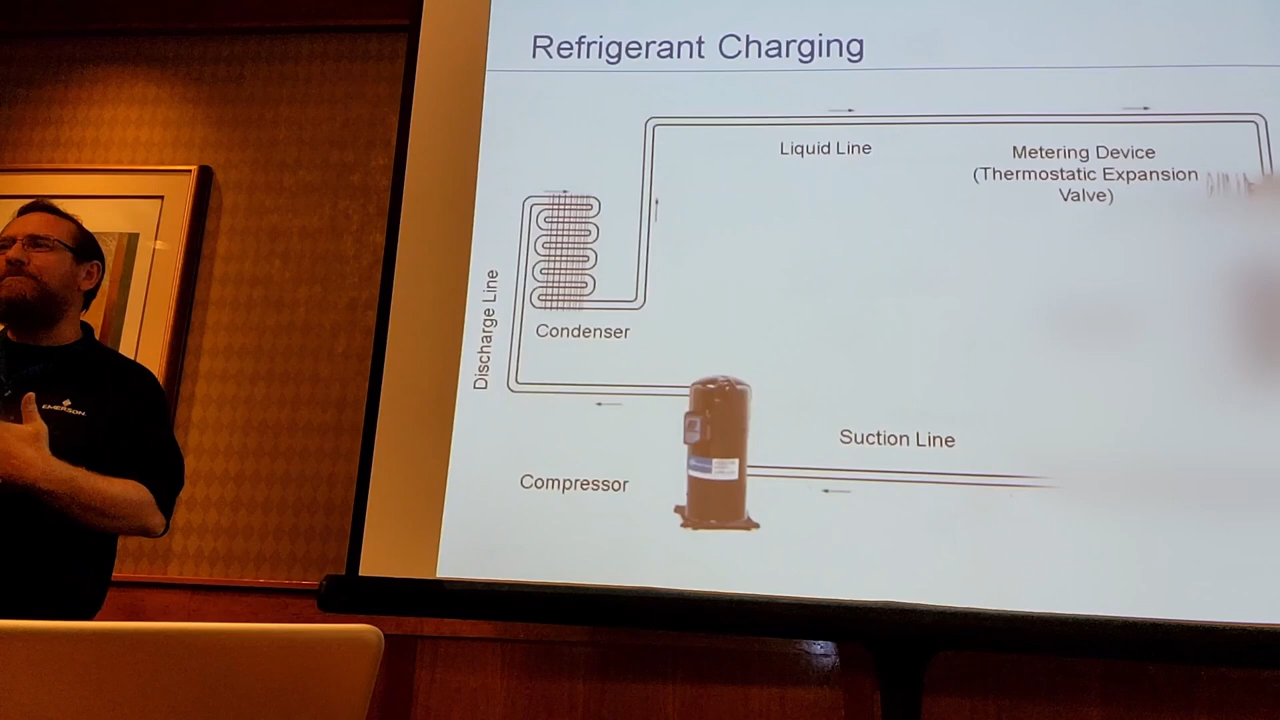 Refrigerant Charging
Liquid Line
Metering Device
(Thermostatic Expansion
Valve)
Discharge Line
Condenser
Suction Line
Compressor
EMERSON